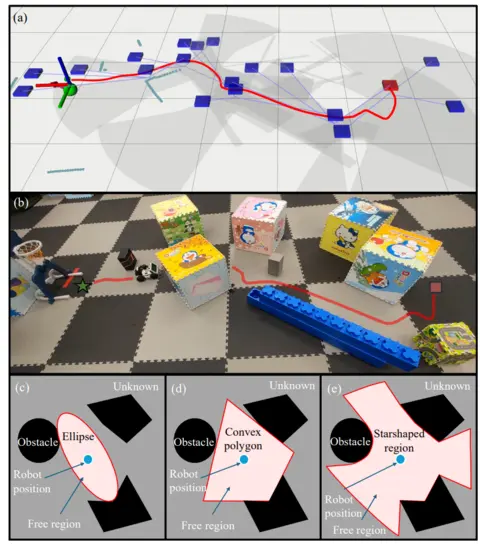 (a)
(b)
(c)
Unknown
Obstacle
Ellipse
Robot
position
Free region
(d)
Unknown
Obstacle
Convex
polygon
Robot
position
Free region
(e)
Unknown
Obstacle
Starshaped
region
Robot
position
Free region